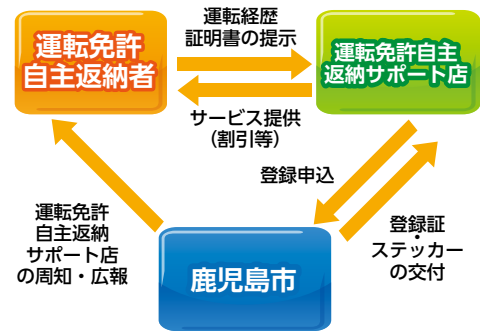 運転経歴
証明書の提示
運転免許
自主返納者
運転免許自主
返納サポート店
サービス提供
（割引等）
登録申込
運転免許
自主返納
サポート店
の周知・広報
登録証
・
ステッカー
の交付
鹿児島市